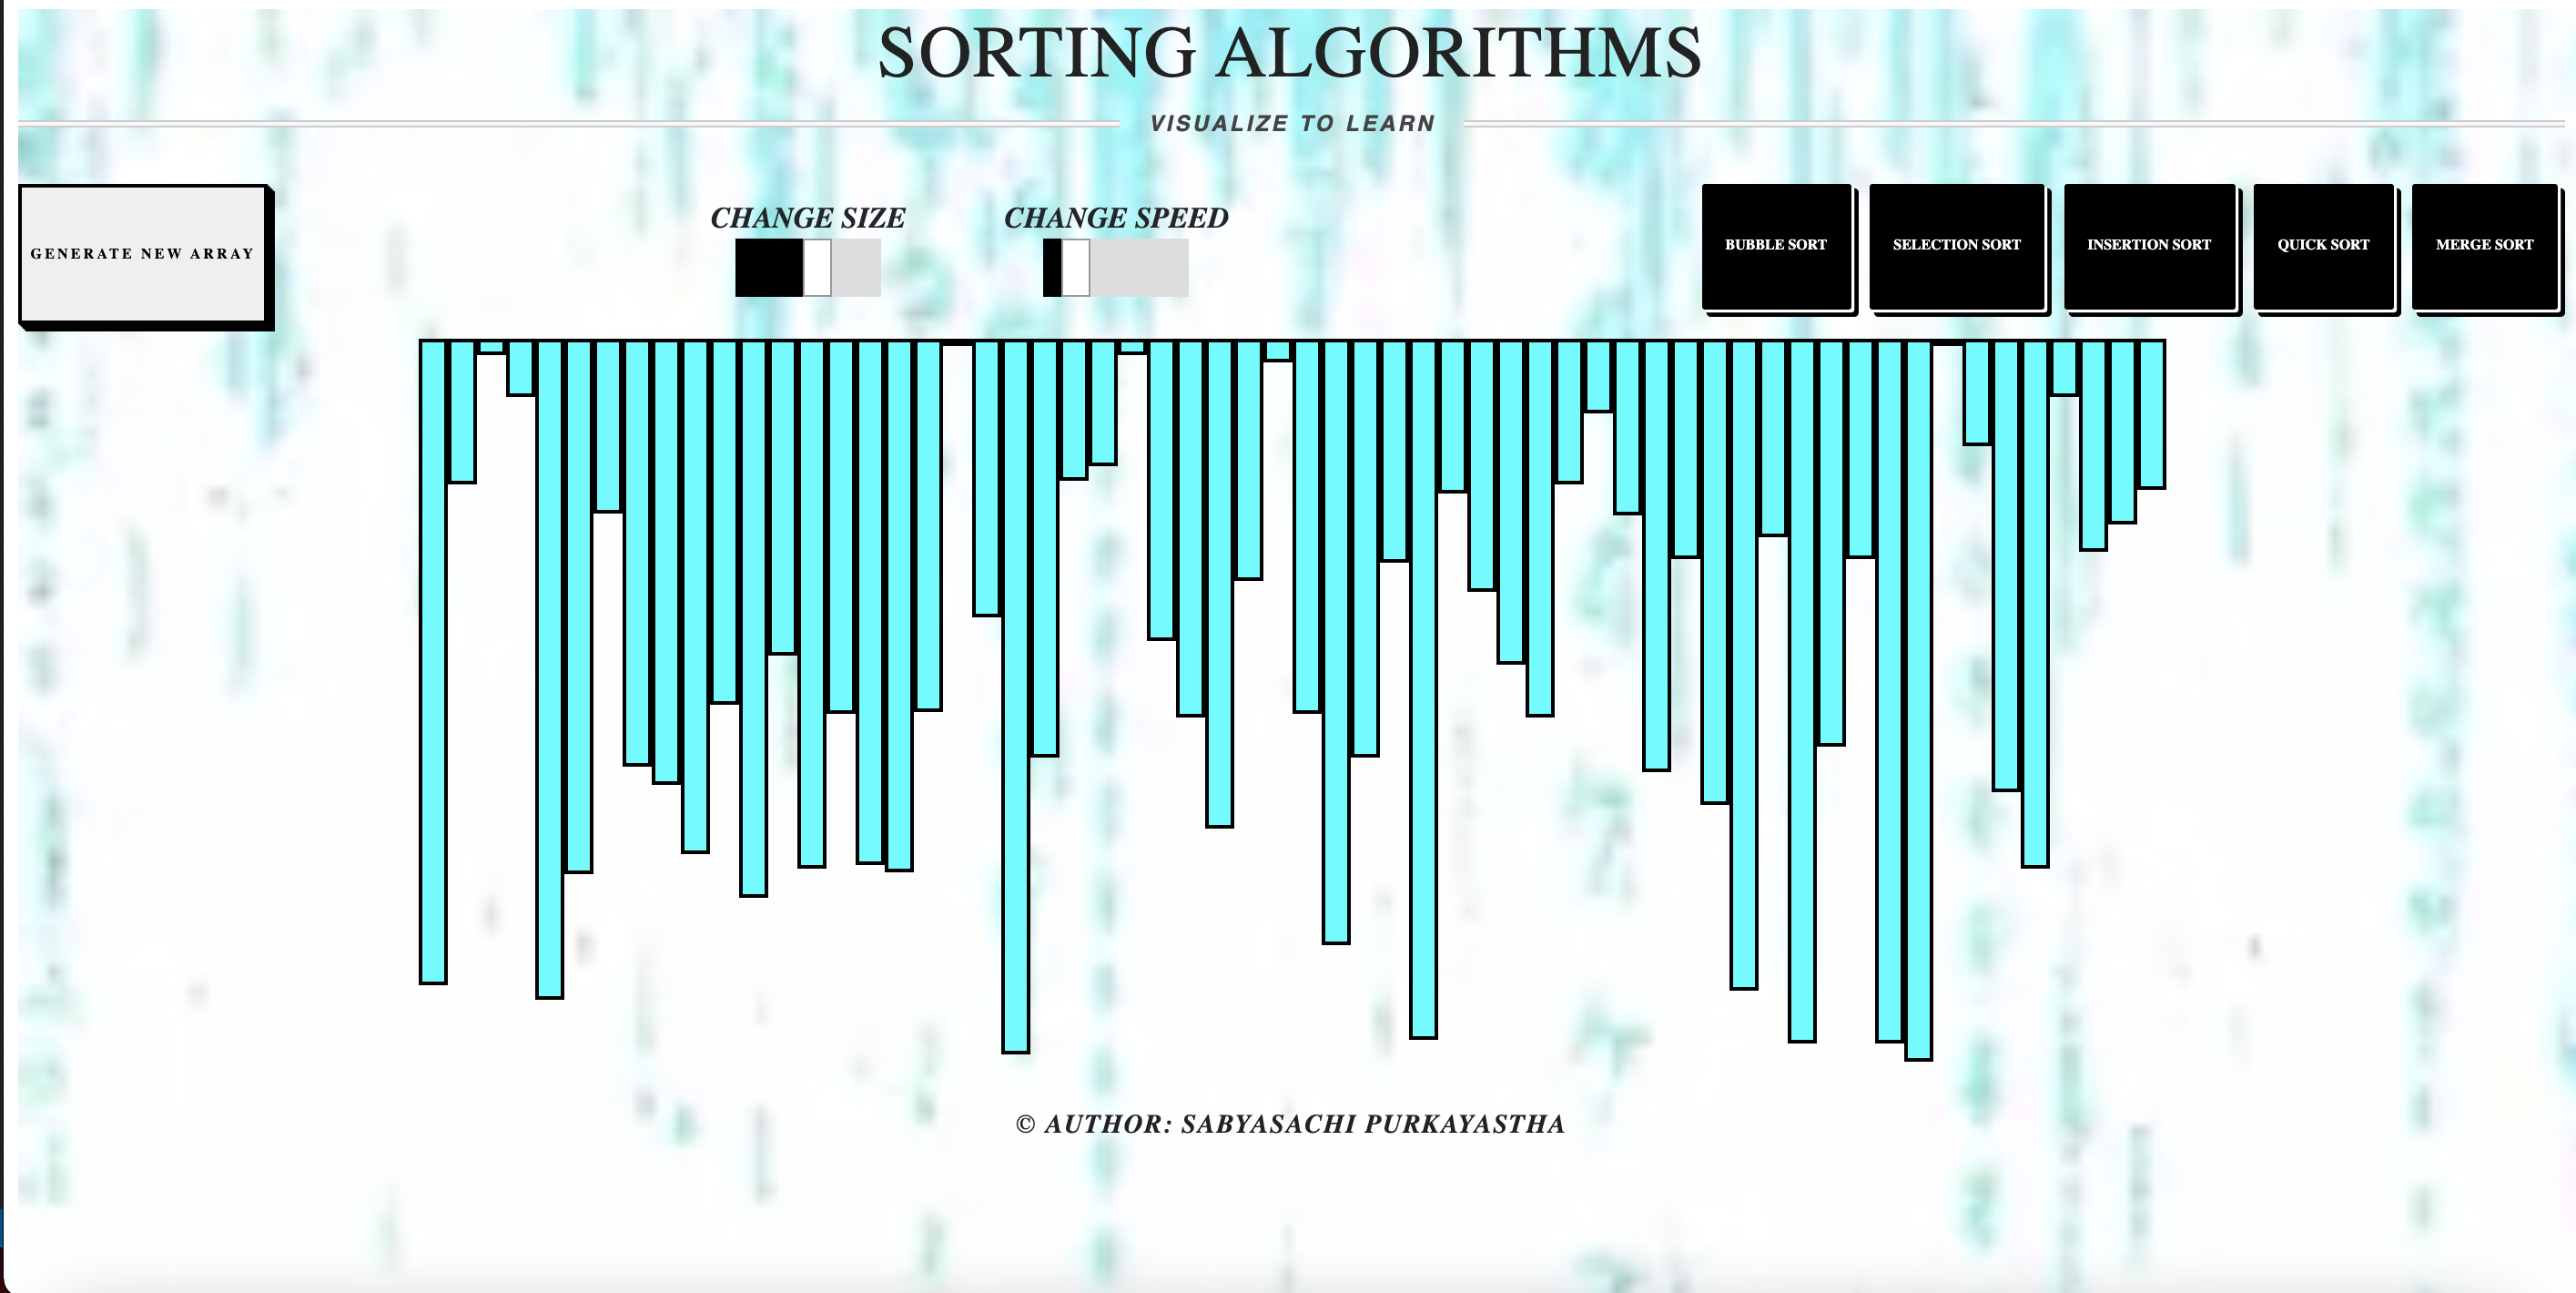 SORTING ALGORITHMS
VISUALIZE TO LEARN
GENERATE NEW ARRAY
CHANGE SIZE
CHANGE SPEED
BUBBLE SORT
SELECTION SORT
INSERTION SORT
QUICK SORT
MERGE SORT
© AUTHOR: SABYASACHI PURKAYASTHA